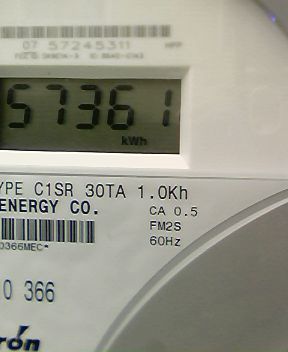 07 57245311
57361
kWh
TYPE C1SR 30TA 1.0Kh
ENERGY CO.
CA 0.5
FM2S
60Hz
0366MEC*
0 366
ron